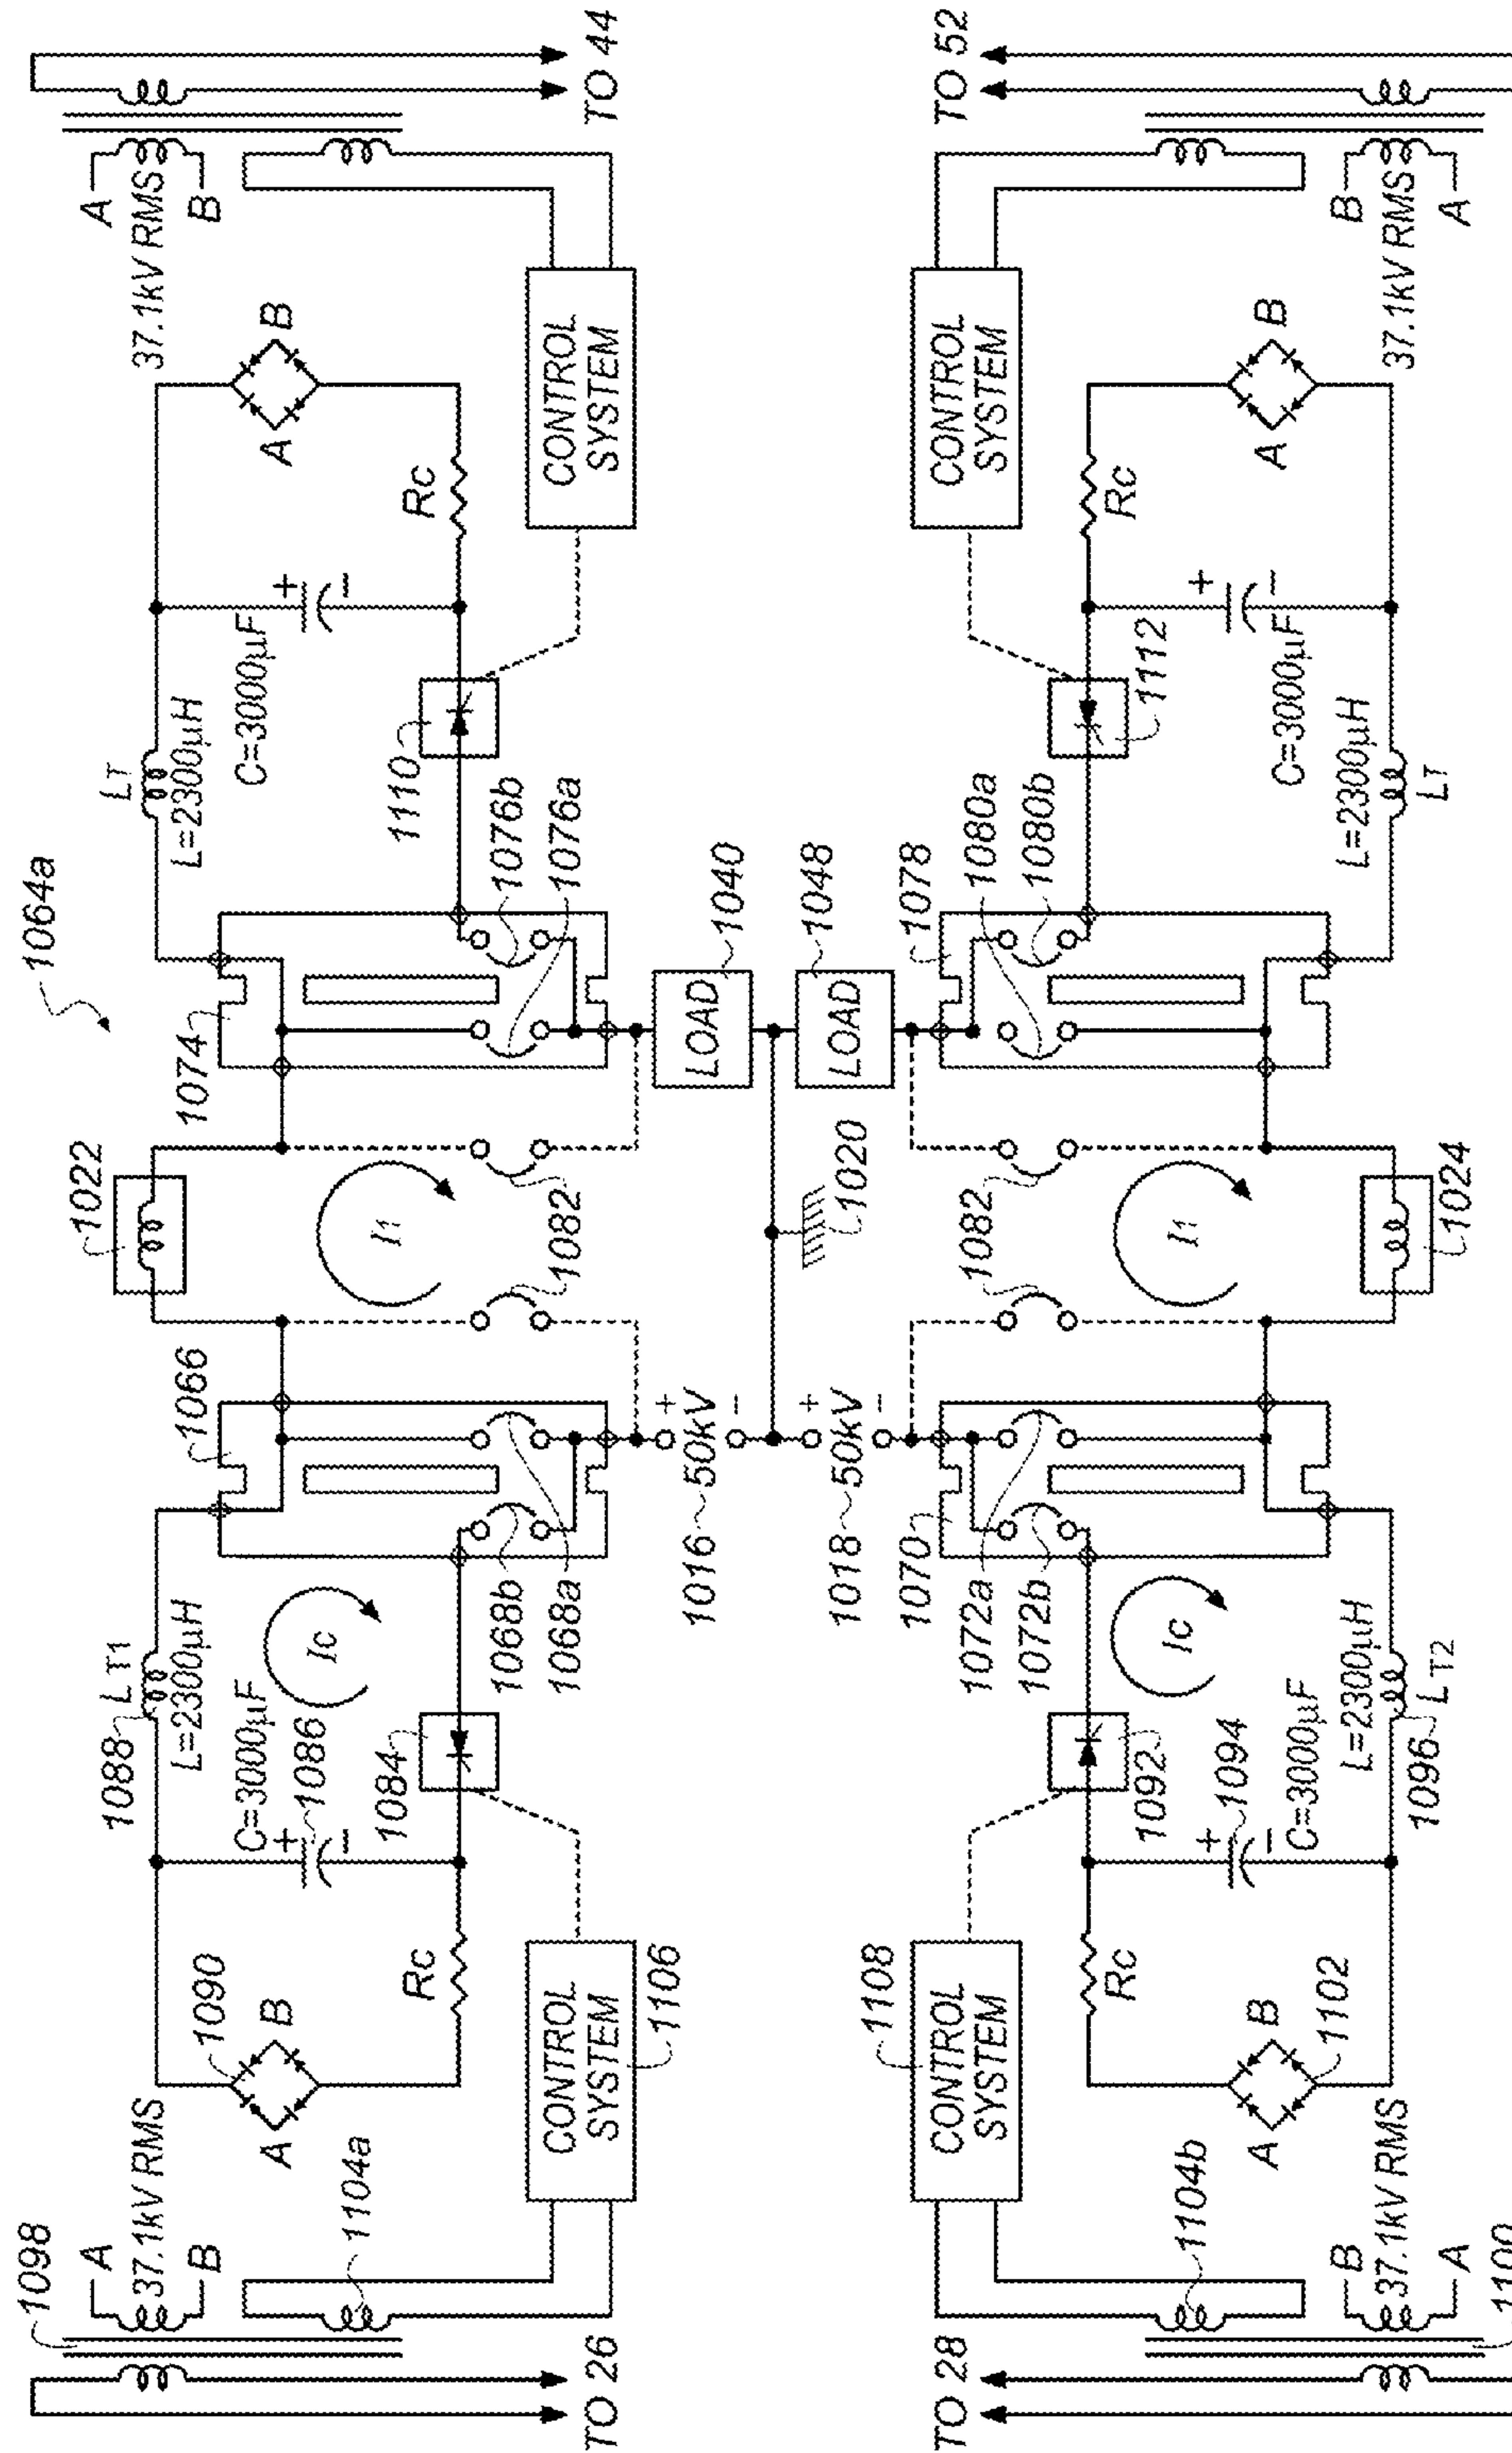 1064a
1098
A
37.1kV RMS
B
1104a
TO 26
1090
A
B
Rc
CONTROL
SYSTEM
1106
1088
LT1
L=2300µH
C=3000µF
+
1086
−
1084
Ic
1068b
1068a
1066
1016
+
50kV
−
1022
I1
1082
1074
1076b
1076a
1110
LOAD
1040
LT
L=2300µH
C=3000µF
+
−
Rc
A
B
CONTROL
SYSTEM
A
37.1kV RMS
B
TO 44
TO 28
1104b
B
37.1kV RMS
A
1100
1108
CONTROL
SYSTEM
Rc
A
B
1102
1092
+
1094
−
C=3000µF
L=2300µH
1096
LT2
Ic
1070
1072a
1072b
1018
+
50kV
−
1020
1082
I1
1024
LOAD
1048
1078
1080a
1080b
1112
+
−
C=3000µF
L=2300µH
LT
Rc
A
B
CONTROL
SYSTEM
B
37.1kV RMS
A
TO 52